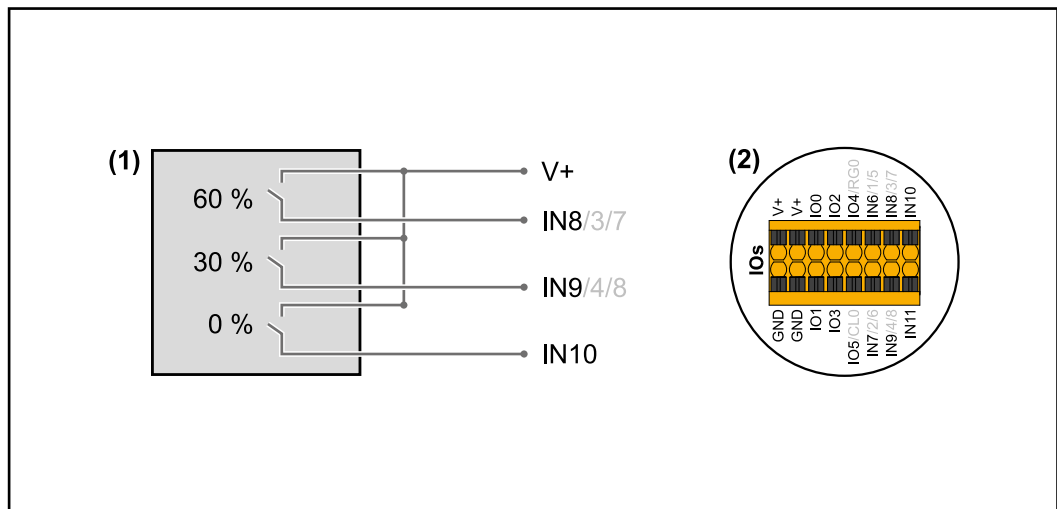 (1)
60 %
30 %
0 %
V+
IN8/3/7
IN9/4/8
IN10
(2)
IOs
V+
V+
IO0
IO2
IO4/RG0
IN6/1/5
IN8/3/7
IN10
GND
GND
IO1
IO3
IO5/CL0
IN7/2/6
IN9/4/8
IN11